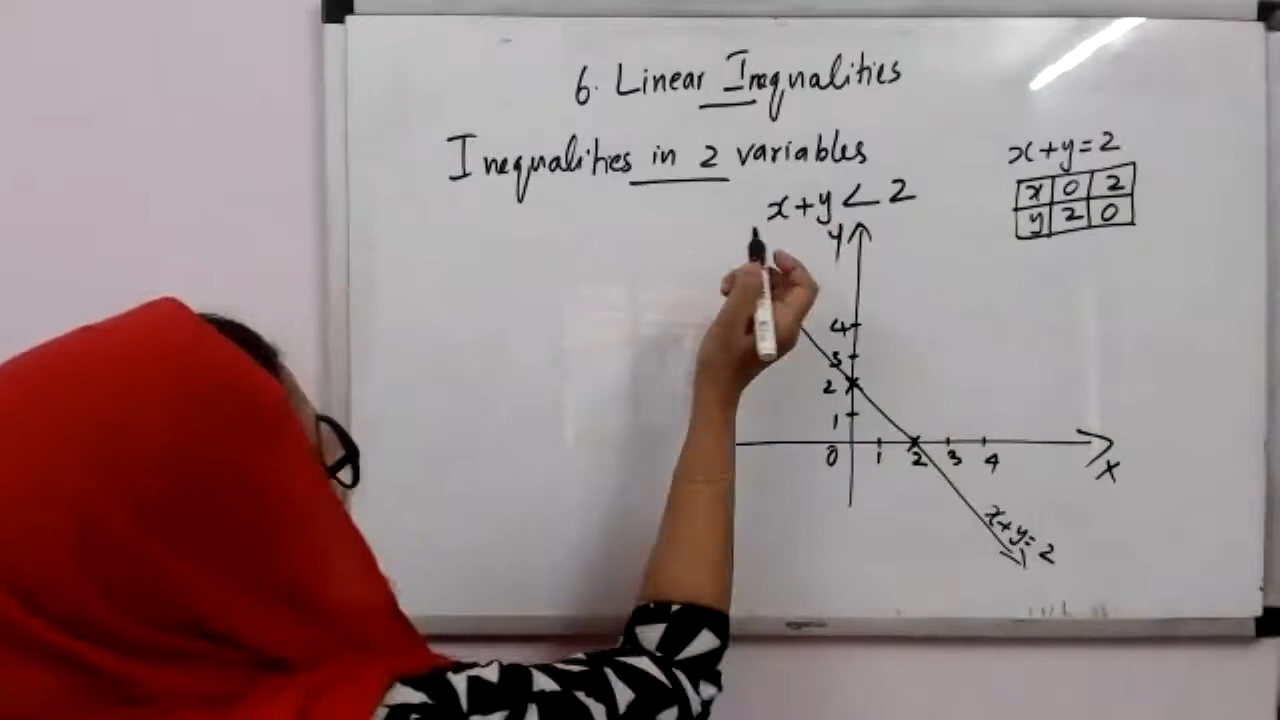 6. Linear Inequalities
Inequalities in 2 variables
x+y=2
x 0 2
y 2 0
x+y<2
Y
4
3
2
1
0 1 2 3 4
X
x+y=2